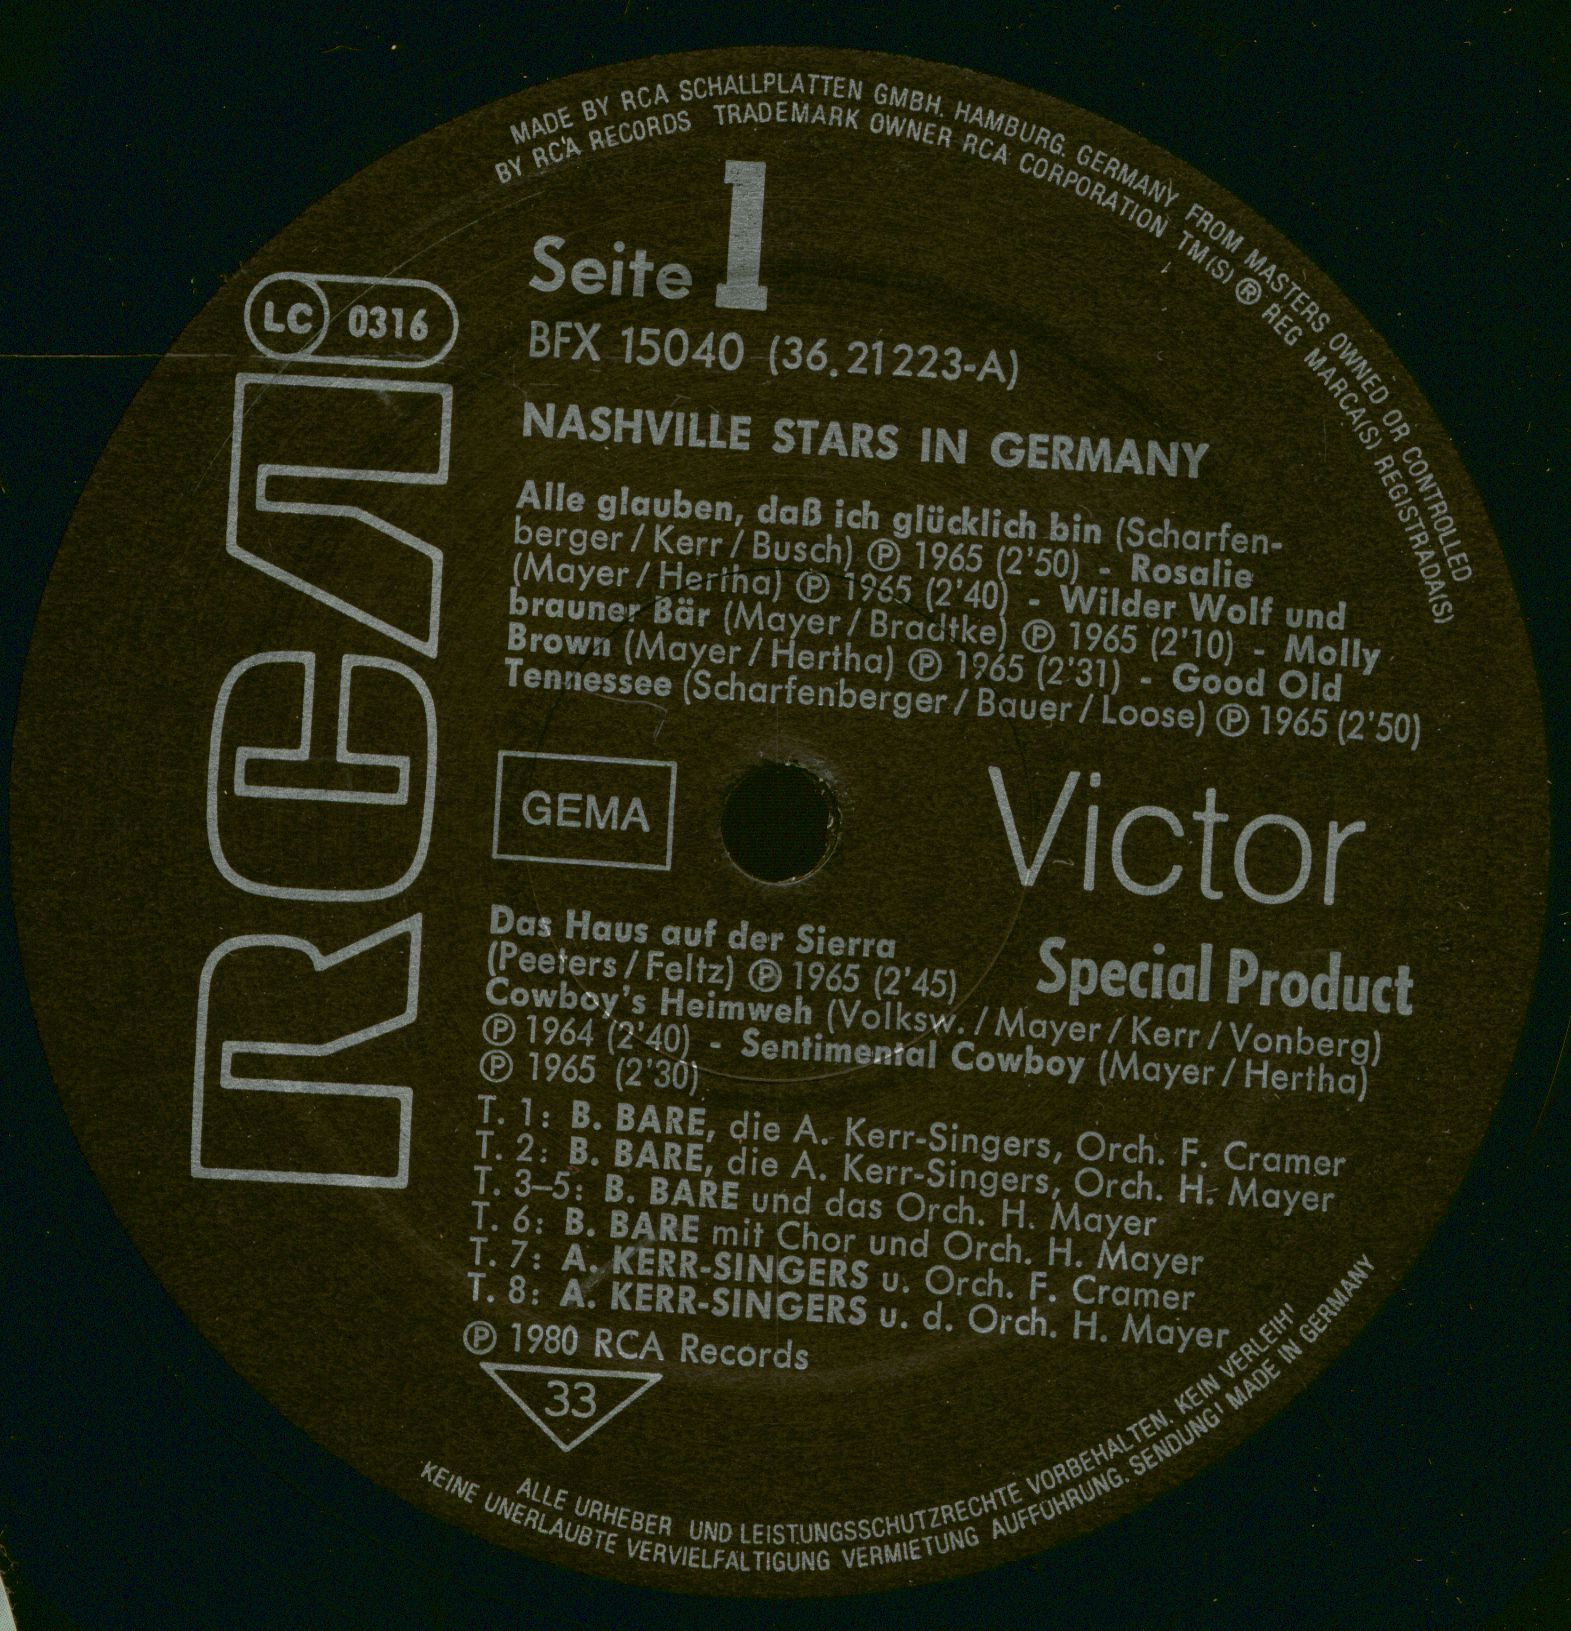 MADE BY RCA SCHALLPLATTEN GMBH. HAMBURG. GERMANY FROM MASTERS OWNED OR CONTROLLED
BY RCA RECORDS TRADEMARK OWNER RCA CORPORATION TM(S) ® REG MARCA(S) REGISTRADA(S)
Seite 1
LC 0316
BFX 15040 (36.21223-A)
RCA
NASHVILLE STARS IN GERMANY
Alle glauben, daß ich glücklich bin (Scharfen-
berger / Kerr / Busch) ℗ 1965 (2'50) - Rosalie
(Mayer / Hertha) ℗ 1965 (2'40) - Wilder Wolf und
brauner Bär (Mayer / Bradtke) ℗ 1965 (2'10) - Molly
Brown (Mayer / Hertha) ℗ 1965 (2'31) - Good Old
Tennessee (Scharfenberger / Bauer / Loose) ℗ 1965 (2'50)
GEMA
Victor
Special Product
Das Haus auf der Sierra
(Peeters / Feltz) ℗ 1965 (2'45)
Cowboy's Heimweh (Volksw. / Mayer / Kerr / Vonberg)
℗ 1964 (2'40) - Sentimental Cowboy (Mayer / Hertha)
℗ 1965 (2'30)
T. 1: B. BARE, die A. Kerr-Singers, Orch. F. Cramer
T. 2: B. BARE, die A. Kerr-Singers, Orch. H. Mayer
T. 3–5: B. BARE und das Orch. H. Mayer
T. 6: B. BARE mit Chor und Orch. H. Mayer
T. 7: A. KERR-SINGERS u. Orch. F. Cramer
T. 8: A. KERR-SINGERS u. d. Orch. H. Mayer
℗ 1980 RCA Records
33
ALLE URHEBER UND LEISTUNGSSCHUTZRECHTE VORBEHALTEN. KEIN VERLEIH!
KEINE UNERLAUBTE VERVIELFALTIGUNG VERMIETUNG AUFFUHRUNG. SENDUNG! MADE IN GERMANY